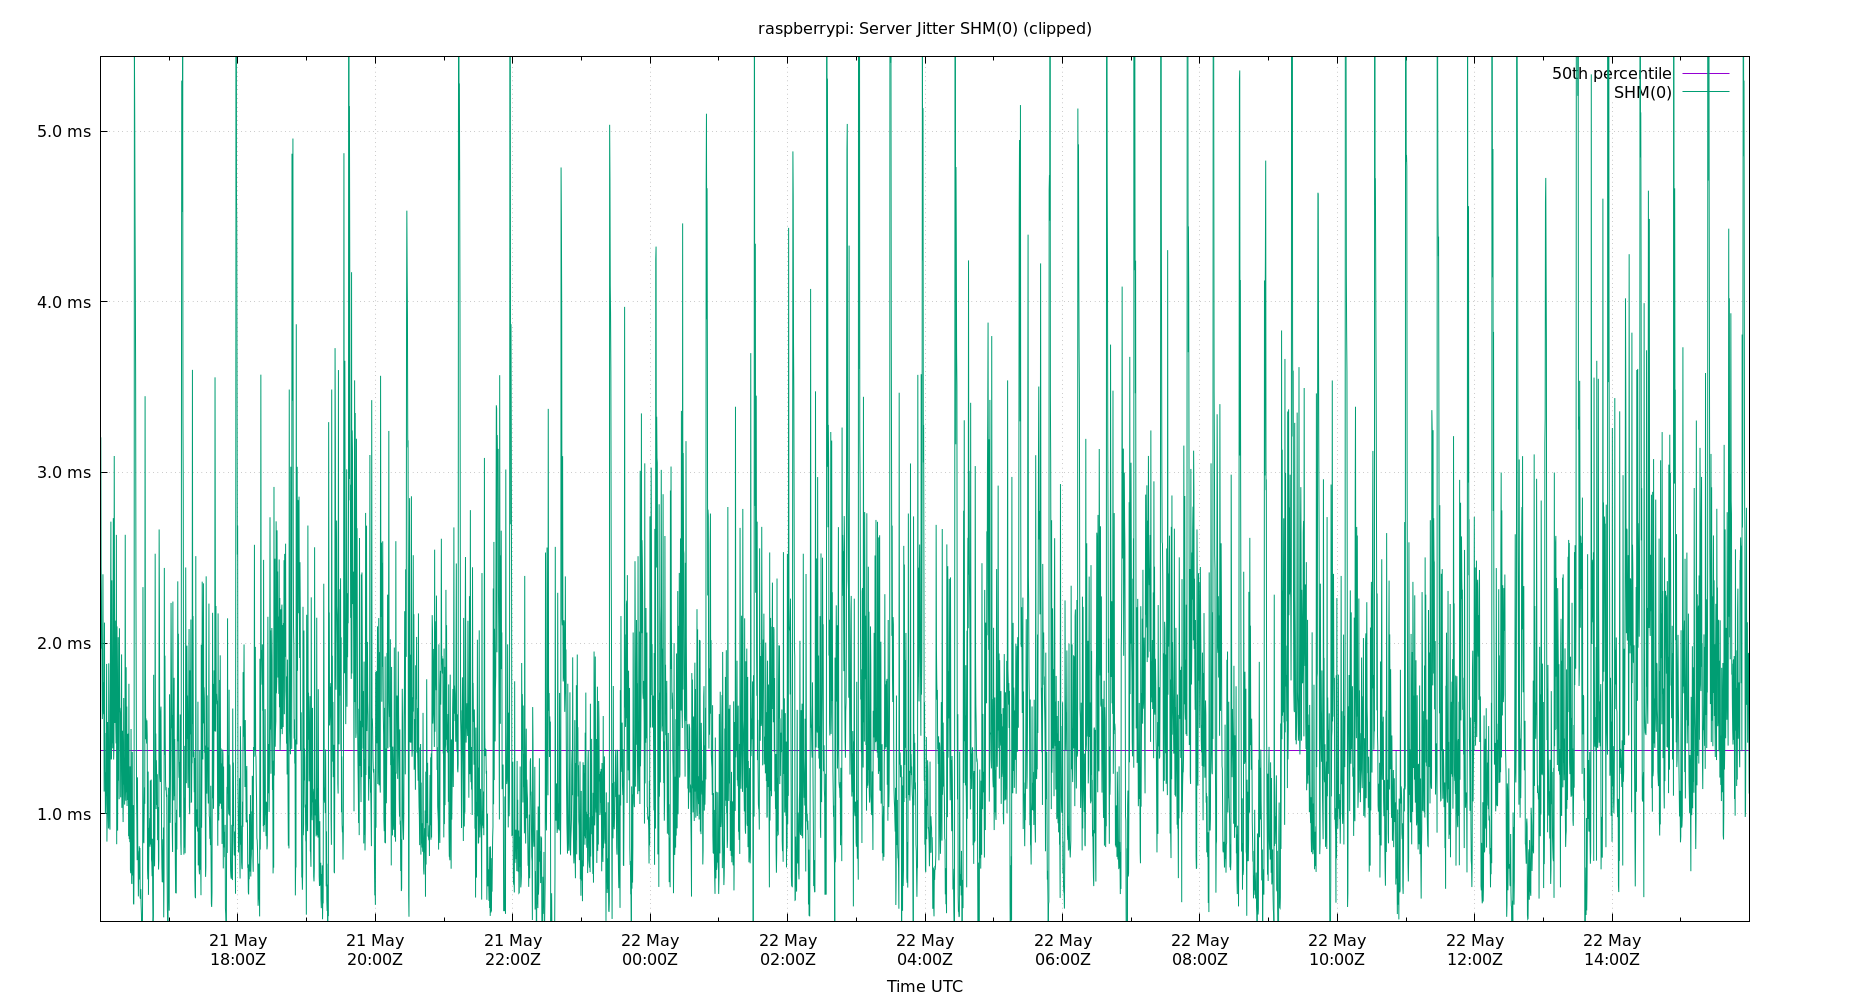 raspberrypi: Server Jitter SHM(0) (clipped)
50th percentile
SHM(0)
5.0 ms
4.0 ms
3.0 ms
2.0 ms
1.0 ms
21 May 21 May 21 May 22 May 22 May 22 May 22 May 22 May 22 May 22 May 22 May
18:00Z 20:00Z 22:00Z 00:00Z 02:00Z 04:00Z 06:00Z 08:00Z 10:00Z 12:00Z 14:00Z
Time UTC